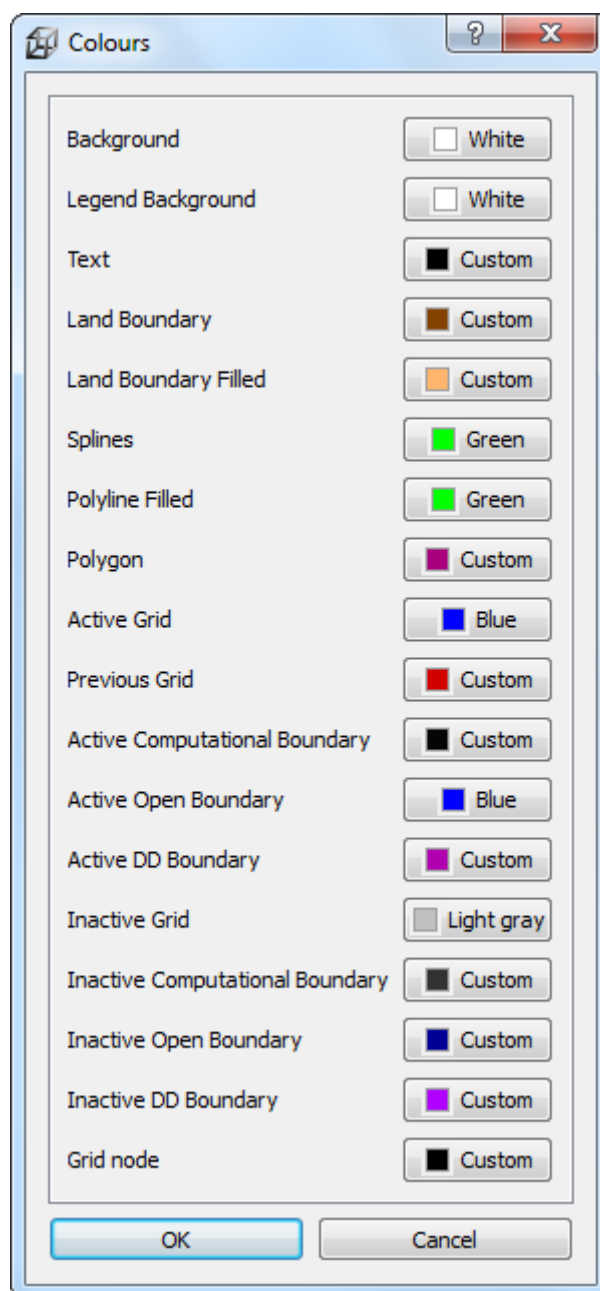 Colours
Background White
Legend Background White
Text Custom
Land Boundary Custom
Land Boundary Filled Custom
Splines Green
Polyline Filled Green
Polygon Custom
Active Grid Blue
Previous Grid Custom
Active Computational Boundary Custom
Active Open Boundary Blue
Active DD Boundary Custom
Inactive Grid Light gray
Inactive Computational Boundary Custom
Inactive Open Boundary Custom
Inactive DD Boundary Custom
Grid node Custom
OK Cancel